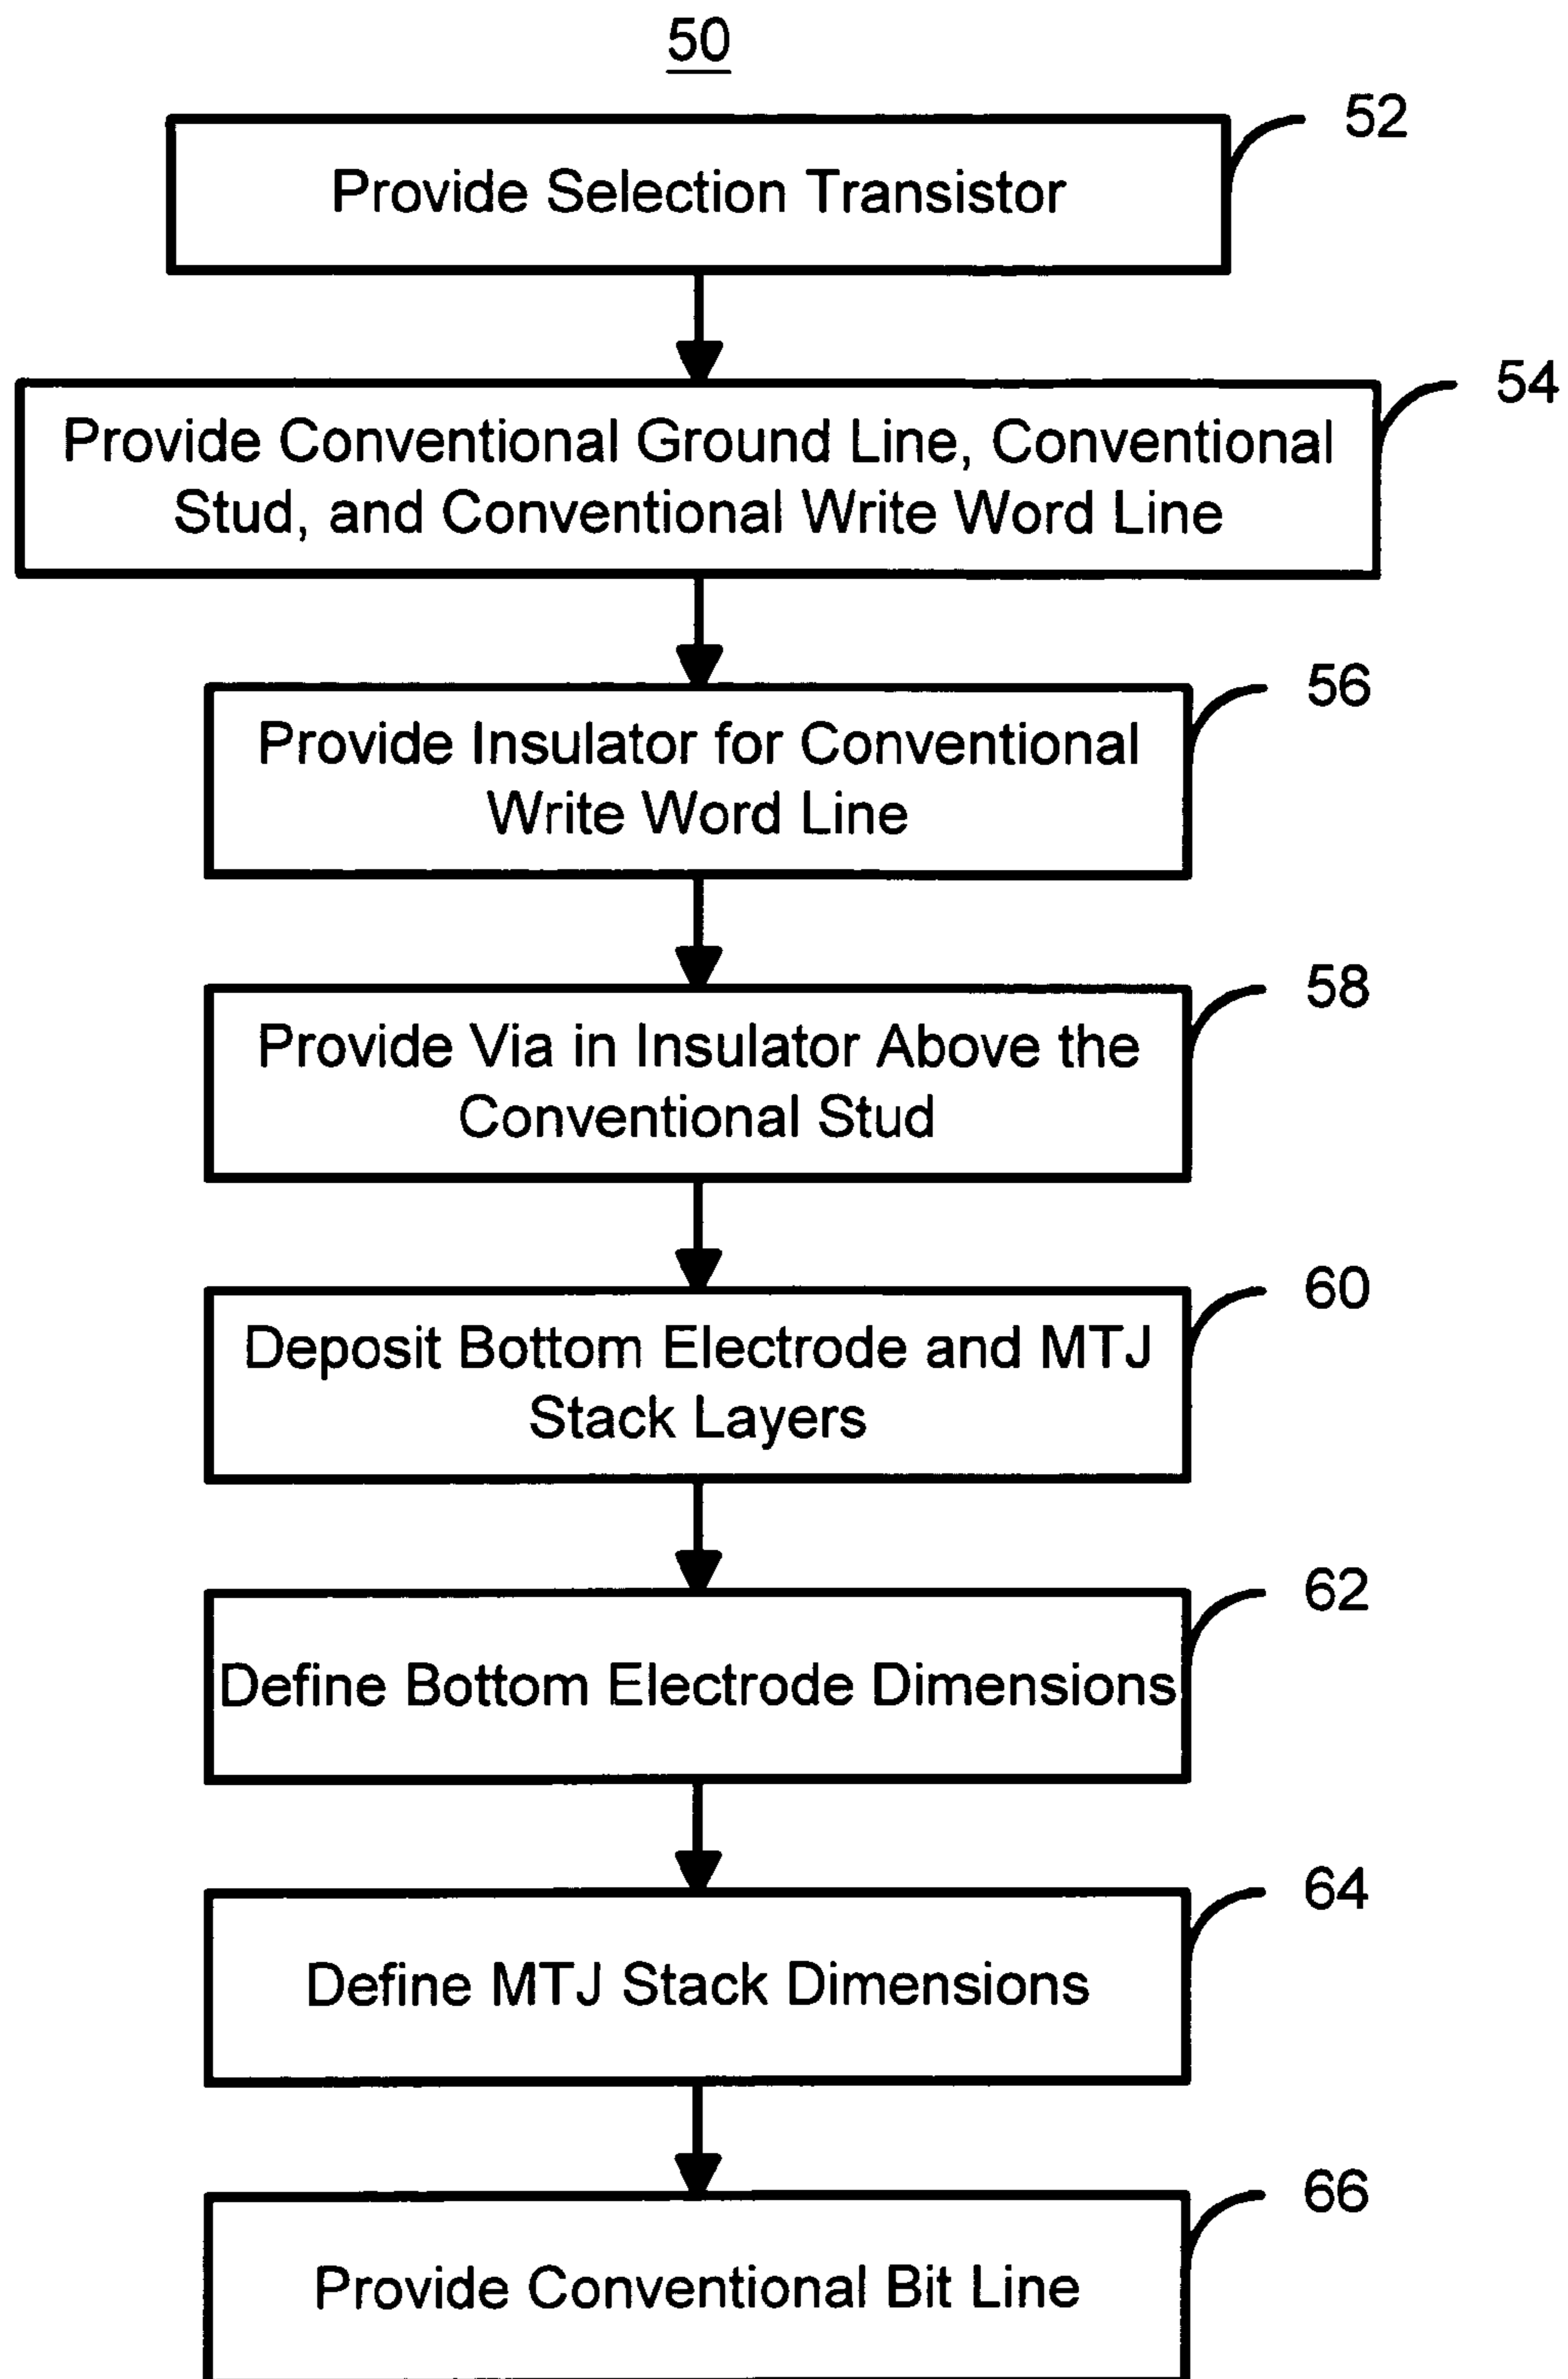 50
52
Provide Selection Transistor
54
Provide Conventional Ground Line, Conventional
Stud, and Conventional Write Word Line
56
Provide Insulator for Conventional
Write Word Line
58
Provide Via in Insulator Above the
Conventional Stud
60
Deposit Bottom Electrode and MTJ
Stack Layers
62
Define Bottom Electrode Dimensions
64
Define MTJ Stack Dimensions
66
Provide Conventional Bit Line